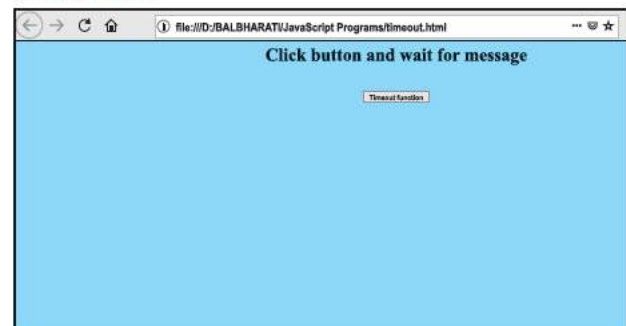 file:///D:/BALBHARATI/JavaScript Programs/timeout.html
Click button and wait for message
Timeout function